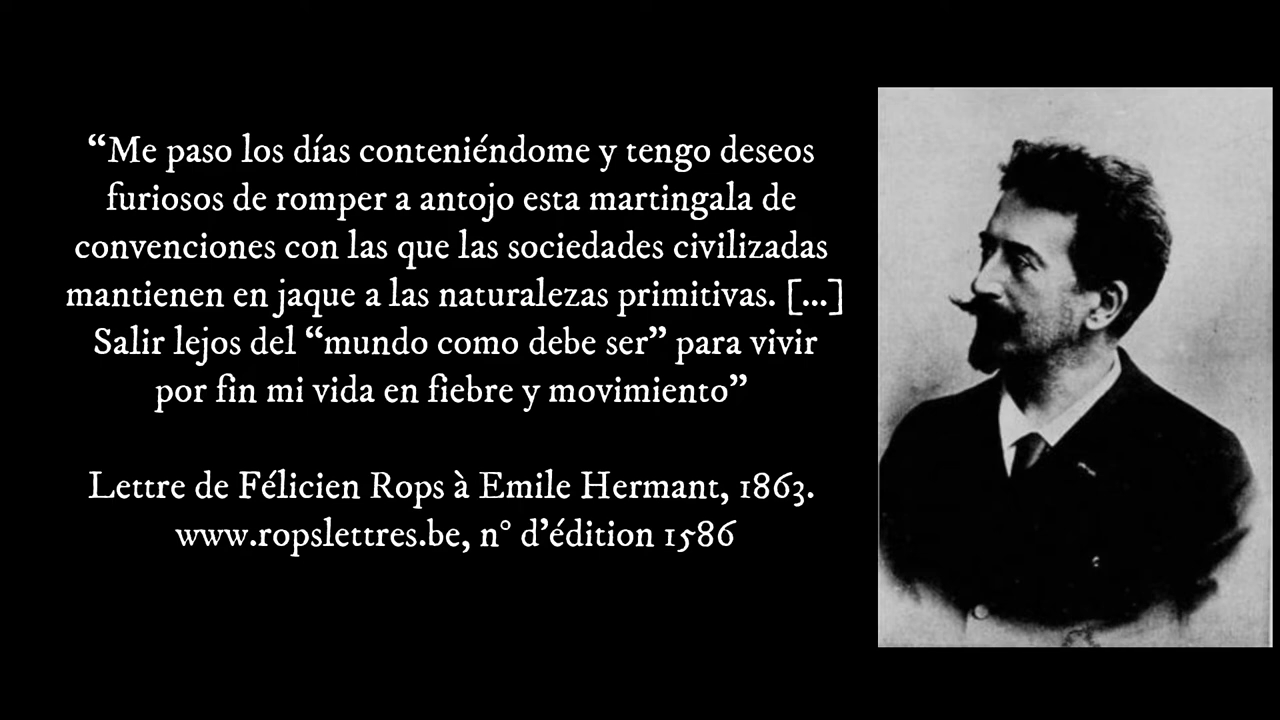 “Me paso los días conteniéndome y tengo deseos
furiosos de romper a antojo esta martingala de
convenciones con las que las sociedades civilizadas
mantienen en jaque a las naturalezas primitivas. [...]
Salir lejos del “mundo como debe ser” para vivir
por fin mi vida en fiebre y movimiento”
Lettre de Félicien Rops à Emile Hermant, 1863.
www.ropslettres.be, n° d’édition 1586